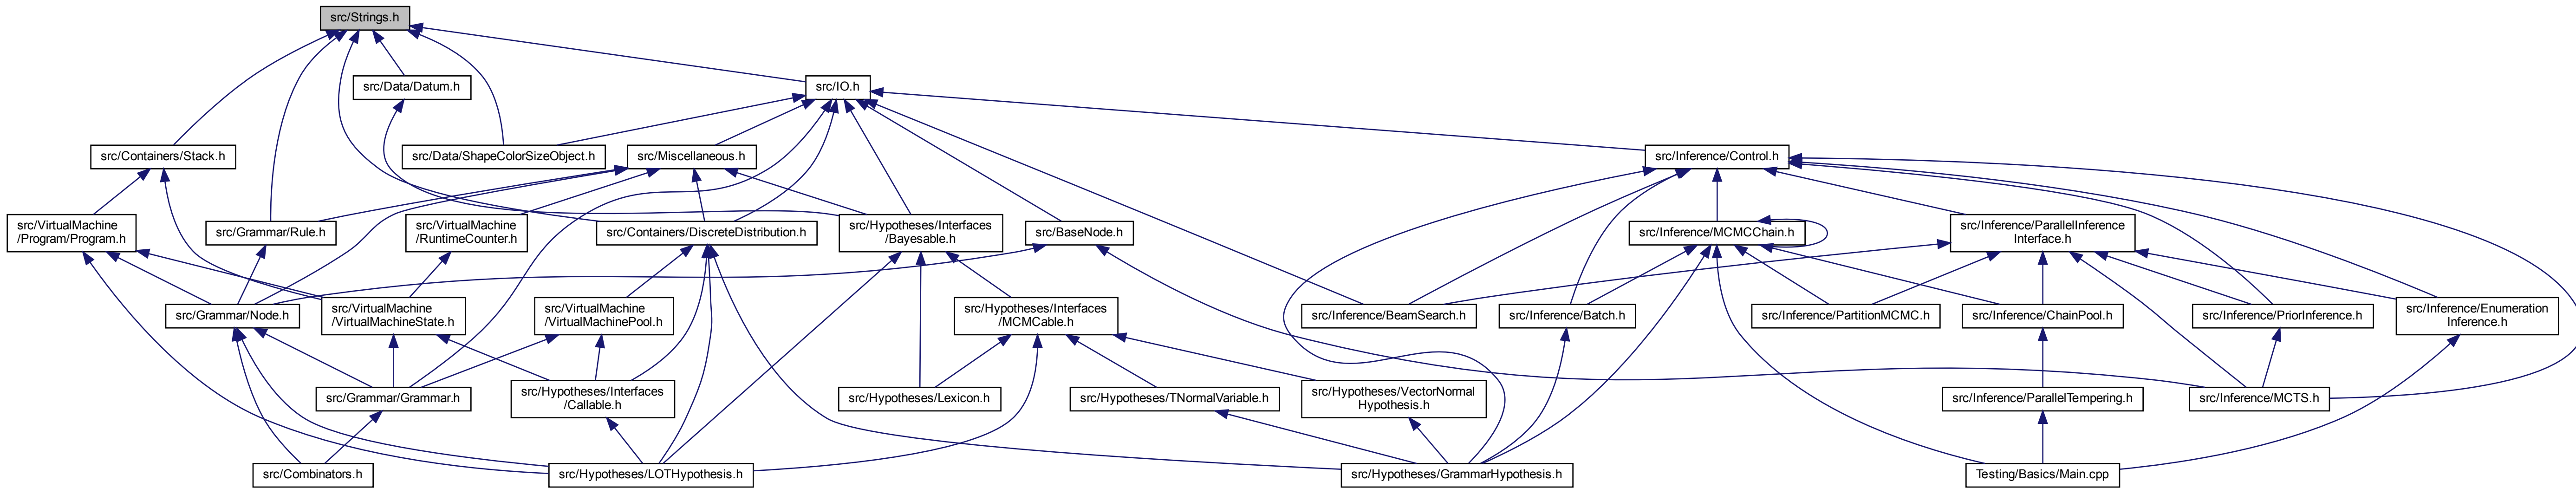 src/Strings.h
src/Data/Datum.h
src/IO.h
src/Containers/Stack.h
src/Data/ShapeColorSizeObject.h
src/Miscellaneous.h
src/Inference/Control.h
src/VirtualMachine
/Program/Program.h
src/Grammar/Rule.h
src/VirtualMachine
/RuntimeCounter.h
src/Containers/DiscreteDistribution.h
src/Hypotheses/Interfaces
/Bayesable.h
src/BaseNode.h
src/Inference/MCMCChain.h
src/Inference/ParallelInference
Interface.h
src/Grammar/Node.h
src/VirtualMachine
/VirtualMachineState.h
src/VirtualMachine
/VirtualMachinePool.h
src/Hypotheses/Interfaces
/MCMCable.h
src/Inference/BeamSearch.h
src/Inference/Batch.h
src/Inference/PartitionMCMC.h
src/Inference/ChainPool.h
src/Inference/PriorInference.h
src/Inference/Enumeration
Inference.h
src/Grammar/Grammar.h
src/Hypotheses/Interfaces
/Callable.h
src/Hypotheses/Lexicon.h
src/Hypotheses/TNormalVariable.h
src/Hypotheses/VectorNormal
Hypothesis.h
src/Inference/ParallelTempering.h
src/Inference/MCTS.h
src/Combinators.h
src/Hypotheses/LOTHypothesis.h
src/Hypotheses/GrammarHypothesis.h
Testing/Basics/Main.cpp